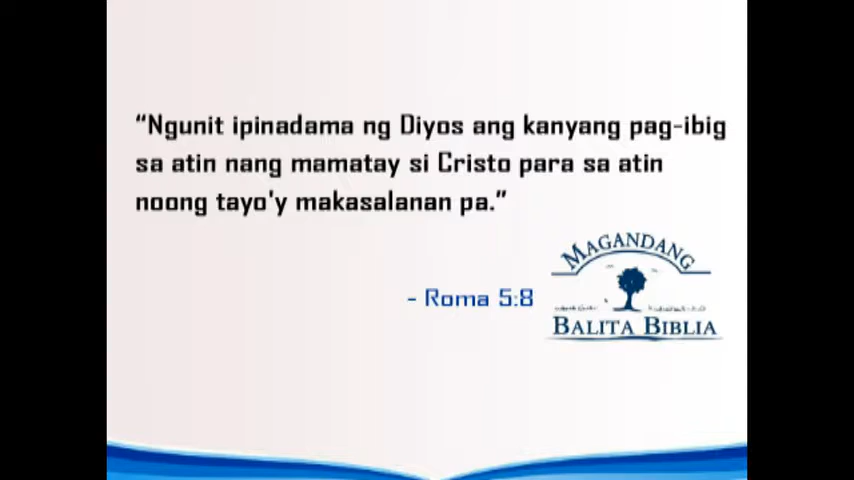 “Ngunit ipinadama ng Diyos ang kanyang pag-ibig
sa atin nang mamatay si Cristo para sa atin
noong tayo'y makasalanan pa.”
MAGANDANG
- Roma 5:8
BALITA BIBLIA